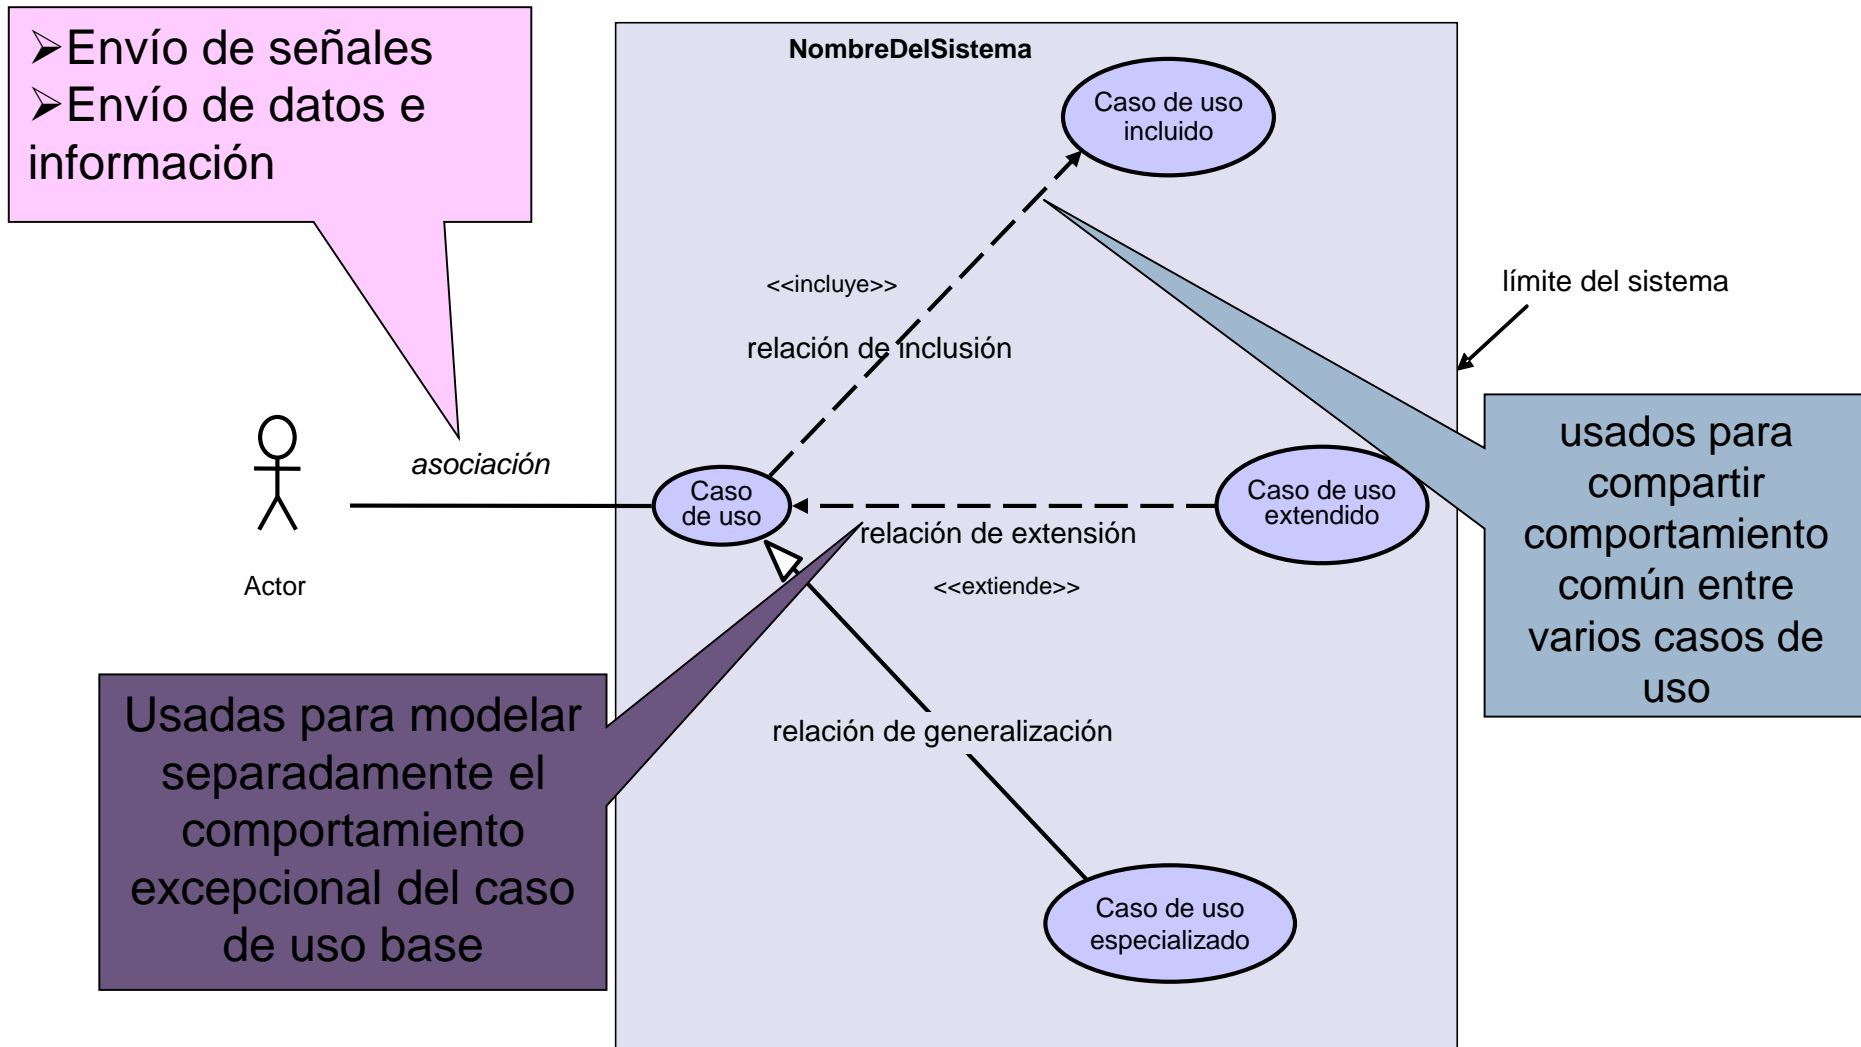 ➢Envío de señales
➢Envío de datos e
información
NombreDelSistema
Caso de uso
incluido
<<incluye>>
relación de inclusión
límite del sistema
asociación
Actor
Caso
de uso
relación de extensión
<<extiende>>
Caso de uso
extendido
usados para
compartir
comportamiento
común entre
varios casos de
uso
Usadas para modelar
separadamente el
comportamiento
excepcional del caso
de uso base
relación de generalización
Caso de uso
especializado